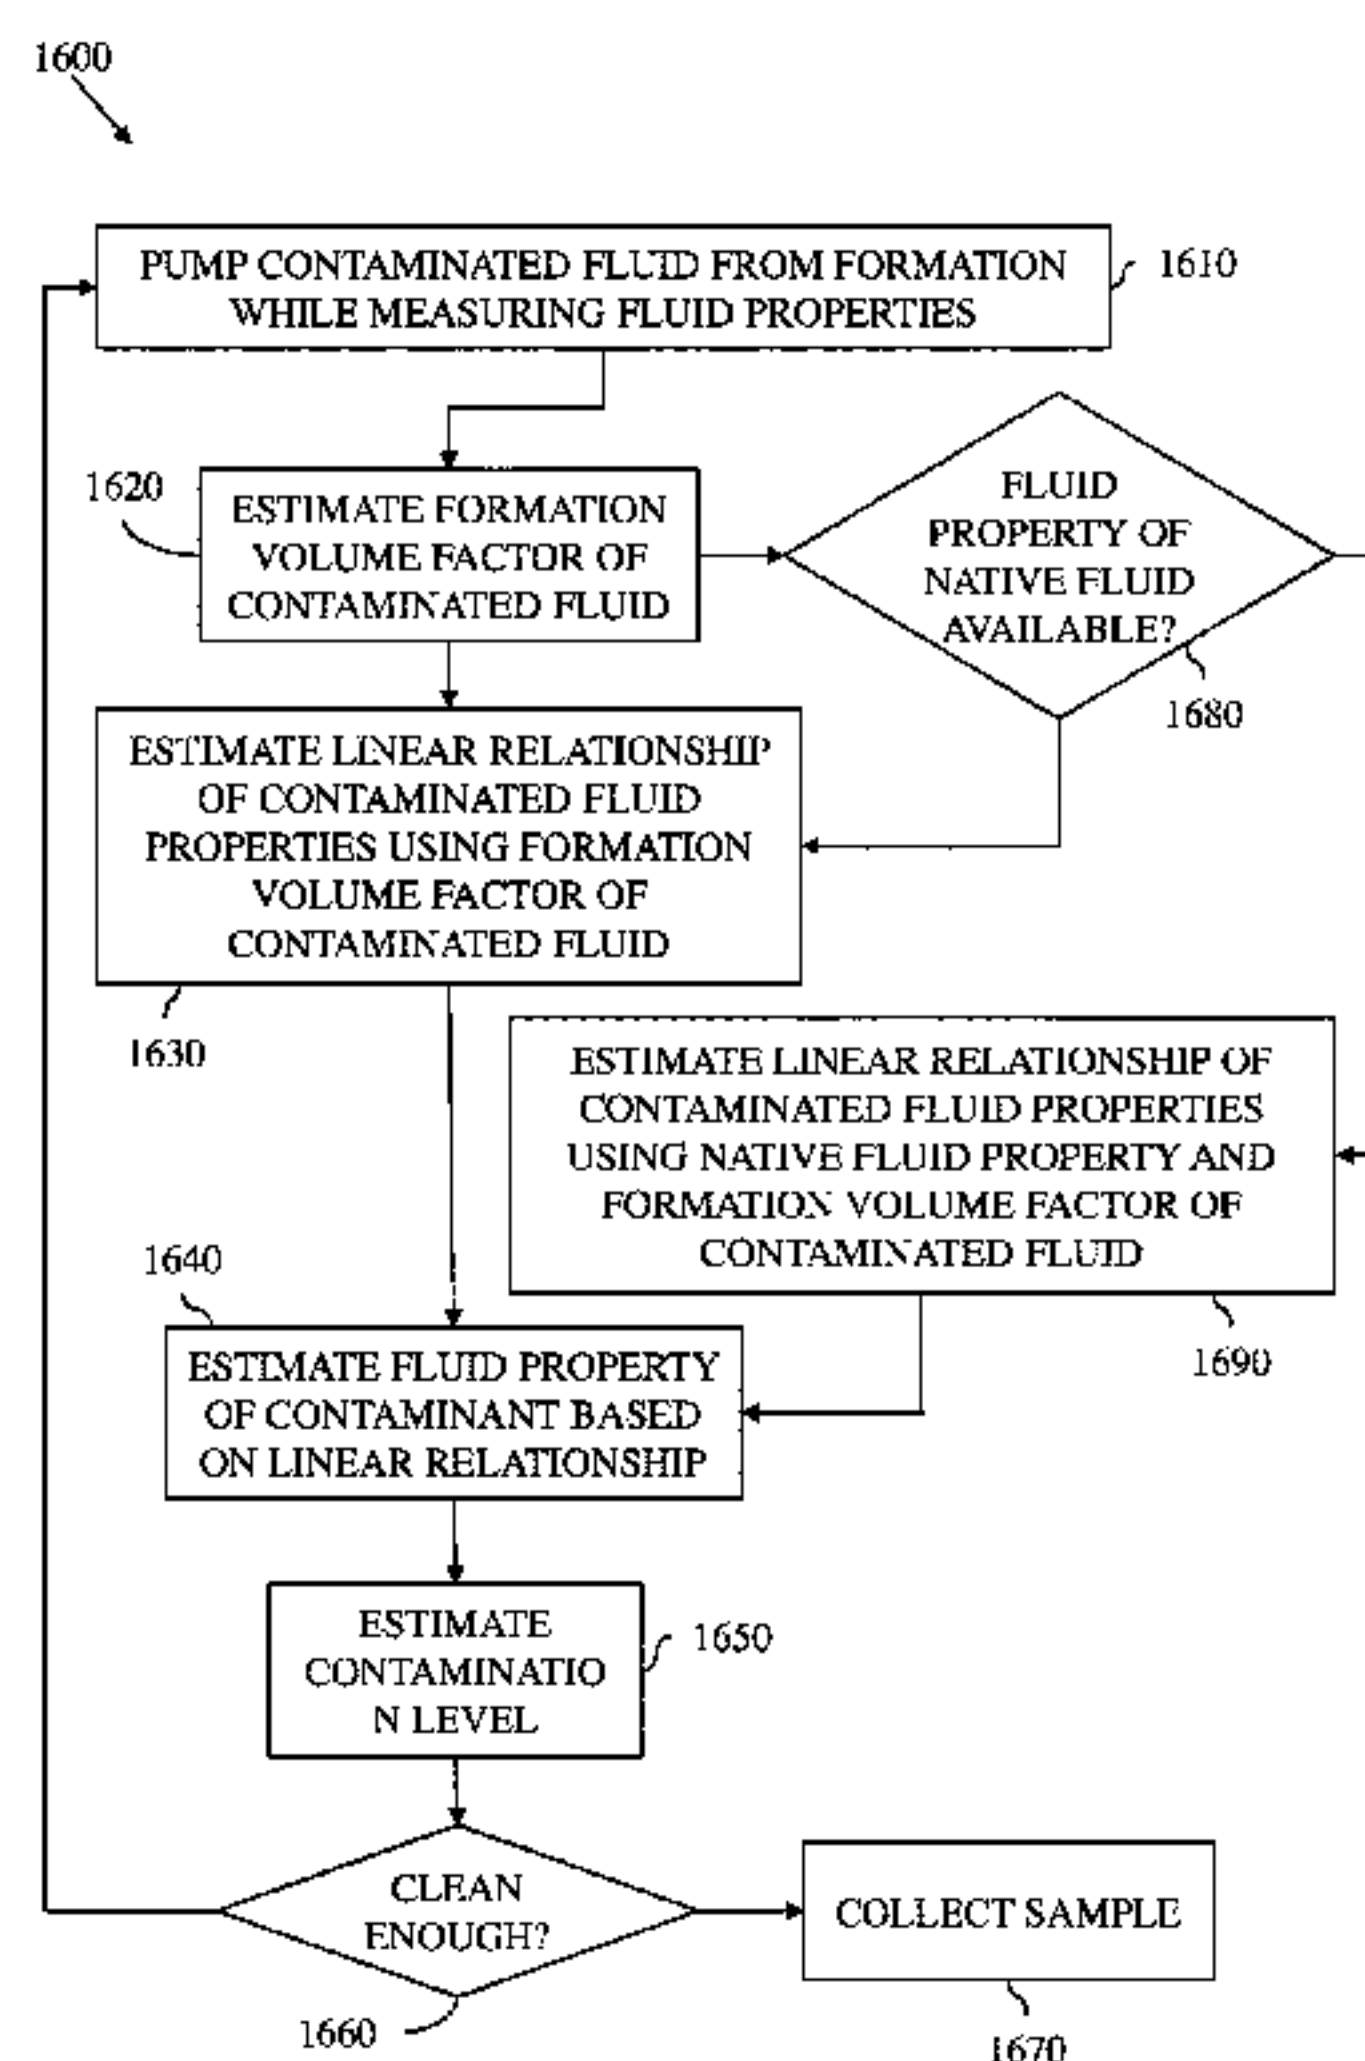 1600
PUMP CONTAMINATED FLUID FROM FORMATION
WHILE MEASURING FLUID PROPERTIES
1610
1620
ESTIMATE FORMATION
VOLUME FACTOR OF
CONTAMINATED FLUID
FLUID
PROPERTY OF
NATIVE FLUID
AVAILABLE?
1680
ESTIMATE LINEAR RELATIONSHIP
OF CONTAMINATED FLUID
PROPERTIES USING FORMATION
VOLUME FACTOR OF
CONTAMINATED FLUID
1630
ESTIMATE LINEAR RELATIONSHIP OF
CONTAMINATED FLUID PROPERTIES
USING NATIVE FLUID PROPERTY AND
FORMATION VOLUME FACTOR OF
CONTAMINATED FLUID
1690
1640
ESTIMATE FLUID PROPERTY
OF CONTAMINANT BASED
ON LINEAR RELATIONSHIP
ESTIMATE
CONTAMINATIO
N LEVEL
1650
CLEAN
ENOUGH?
1660
COLLECT SAMPLE
1670